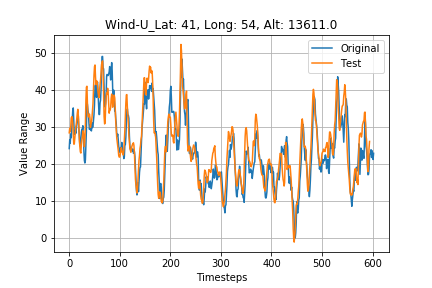 Wind-U_Lat: 41, Long: 54, Alt: 13611.0
Original
Test
Value Range
50
40
30
20
10
0
0 100 200 300 400 500 600
Timesteps